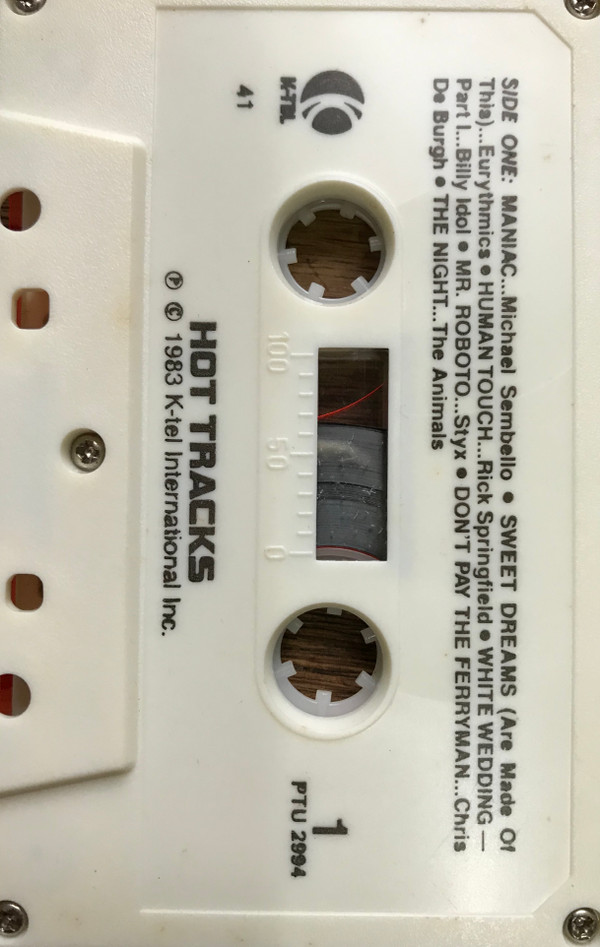 SIDE ONE: MANIAC...Michael Sembello • SWEET DREAMS (Are Made Of
This)...Eurythmics • HUMAN TOUCH...Rick Springfield • WHITE WEDDING —
Part I...Billy Idol • MR. ROBOTO...Styx • DON'T PAY THE FERRYMAN...Chris
De Burgh • THE NIGHT...The Animals
K-TEL
41
1
PTU 2994
100 50 0
HOT TRACKS
℗ © 1983 K-tel International Inc.